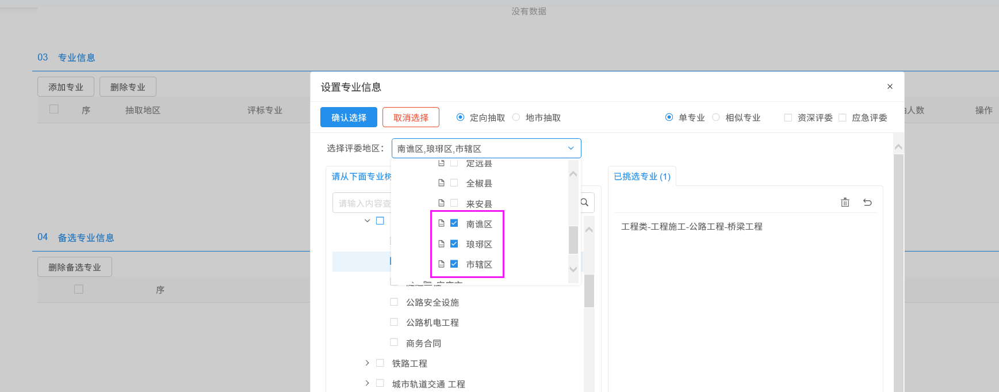 没有数据
03 专业信息
添加专业 删除专业
序 抽取地区 评标专业 人数 操作
04 备选专业信息
删除备选专业
序
设置专业信息 ×
确认选择 取消选择 定向抽取 地市抽取 单专业 相似专业 资深评委 应急评委
选择评委地区： 南谯区,琅琊区,市辖区
定远县
全椒县
来安县
南谯区
琅琊区
市辖区
请从下面专业树
请输入内容查
隧道工程
公路安全设施
公路机电工程
商务合同
铁路工程
城市轨道交通 工程
已挑选专业 (1)
工程类-工程施工-公路工程-桥梁工程